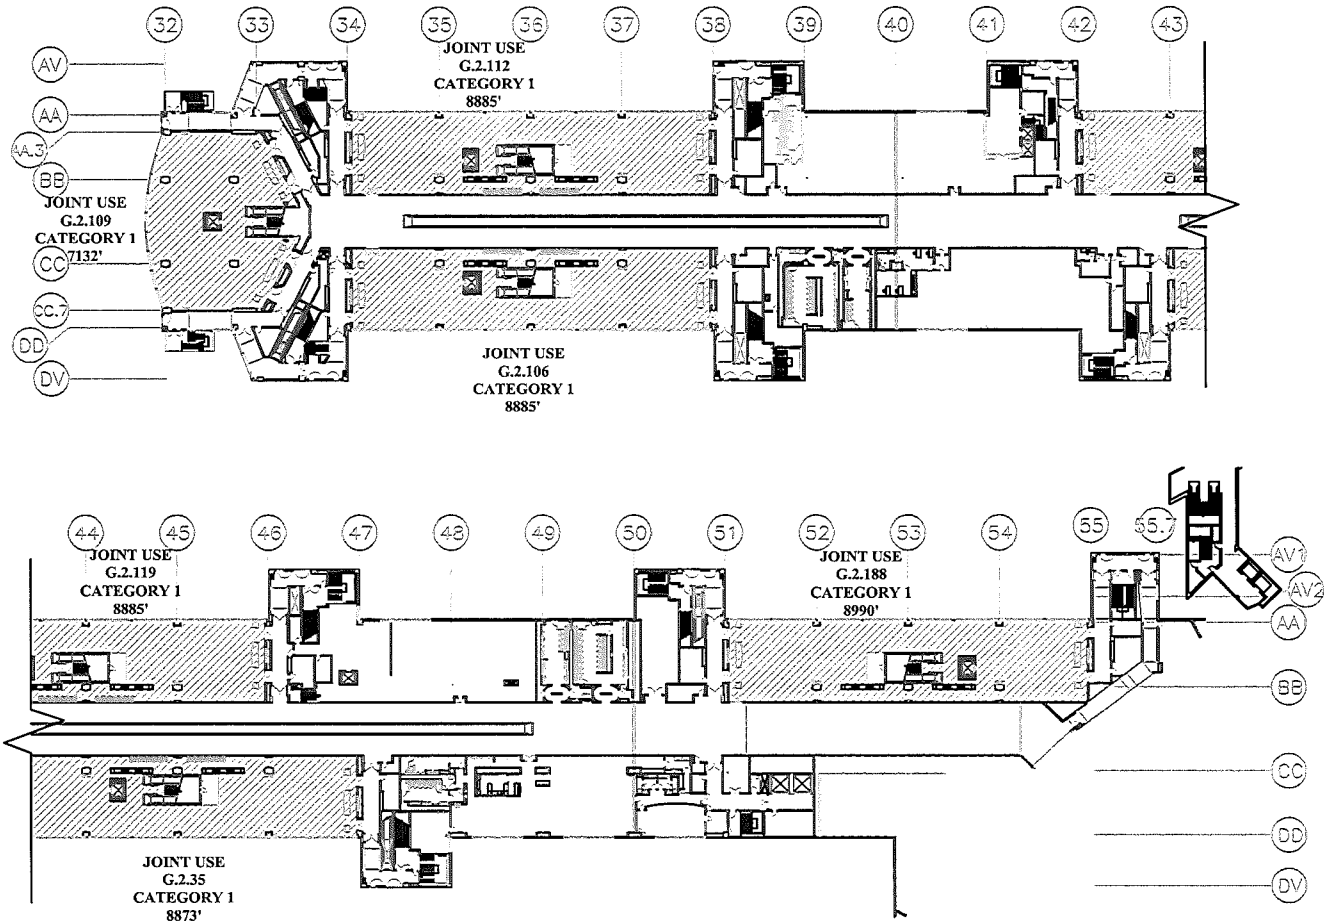 32 33 34 35 36 37 38 39 40 41 42 43
JOINT USE
G.2.112
CATEGORY 1
8885'
AV
AA
AA.3
BB
JOINT USE
G.2.109
CATEGORY 1
7132'
CC
CC.7
DD
DV
JOINT USE
G.2.106
CATEGORY 1
8885'
44 45 46 47 48 49 50 51 52 53 54 55 55.7
JOINT USE
G.2.119
CATEGORY 1
8885'
JOINT USE
G.2.188
CATEGORY 1
8990'
AV1
AV2
AA
BB
CC
DD
DV
JOINT USE
G.2.35
CATEGORY 1
8873'